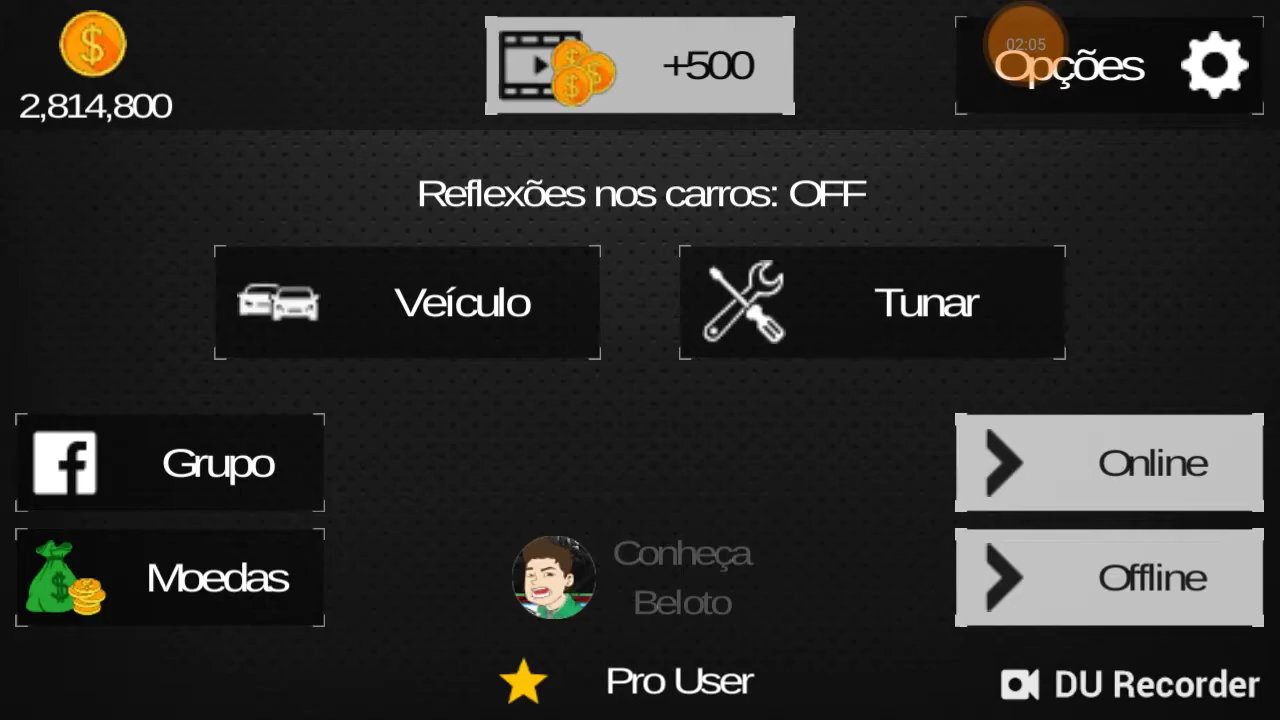 2,814,800
+500
02:05
Opções
Reflexões nos carros: OFF
Veículo
Tunar
Grupo
Online
Moedas
Conheça
Beloto
Offline
Pro User
DU Recorder